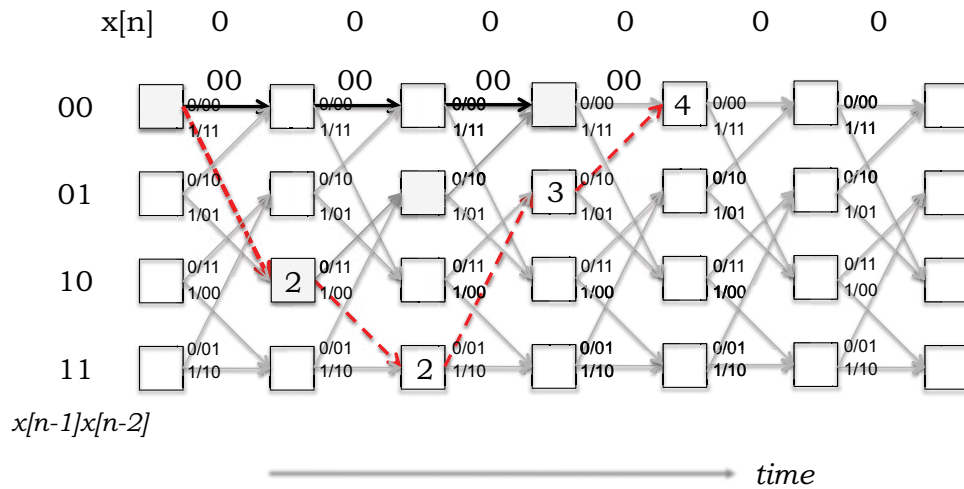 x[n] 0 0 0 0 0 0
00 00 00 00
00 0/00 0/00 0/00 0/00 4 0/00 0/00
1/11 1/11 1/11 1/11 1/11 1/11
01 0/10 0/10 0/10 3 0/10 0/10 0/10
1/01 1/01 1/01 1/01 1/01 1/01
10 0/11 2 0/11 0/11 0/11 0/11 0/11
1/00 1/00 1/00 1/00 1/00 1/00
11 0/01 0/01 2 0/01 0/01 0/01 0/01
1/10 1/10 1/10 1/10 1/10 1/10
x[n-1]x[n-2]
time